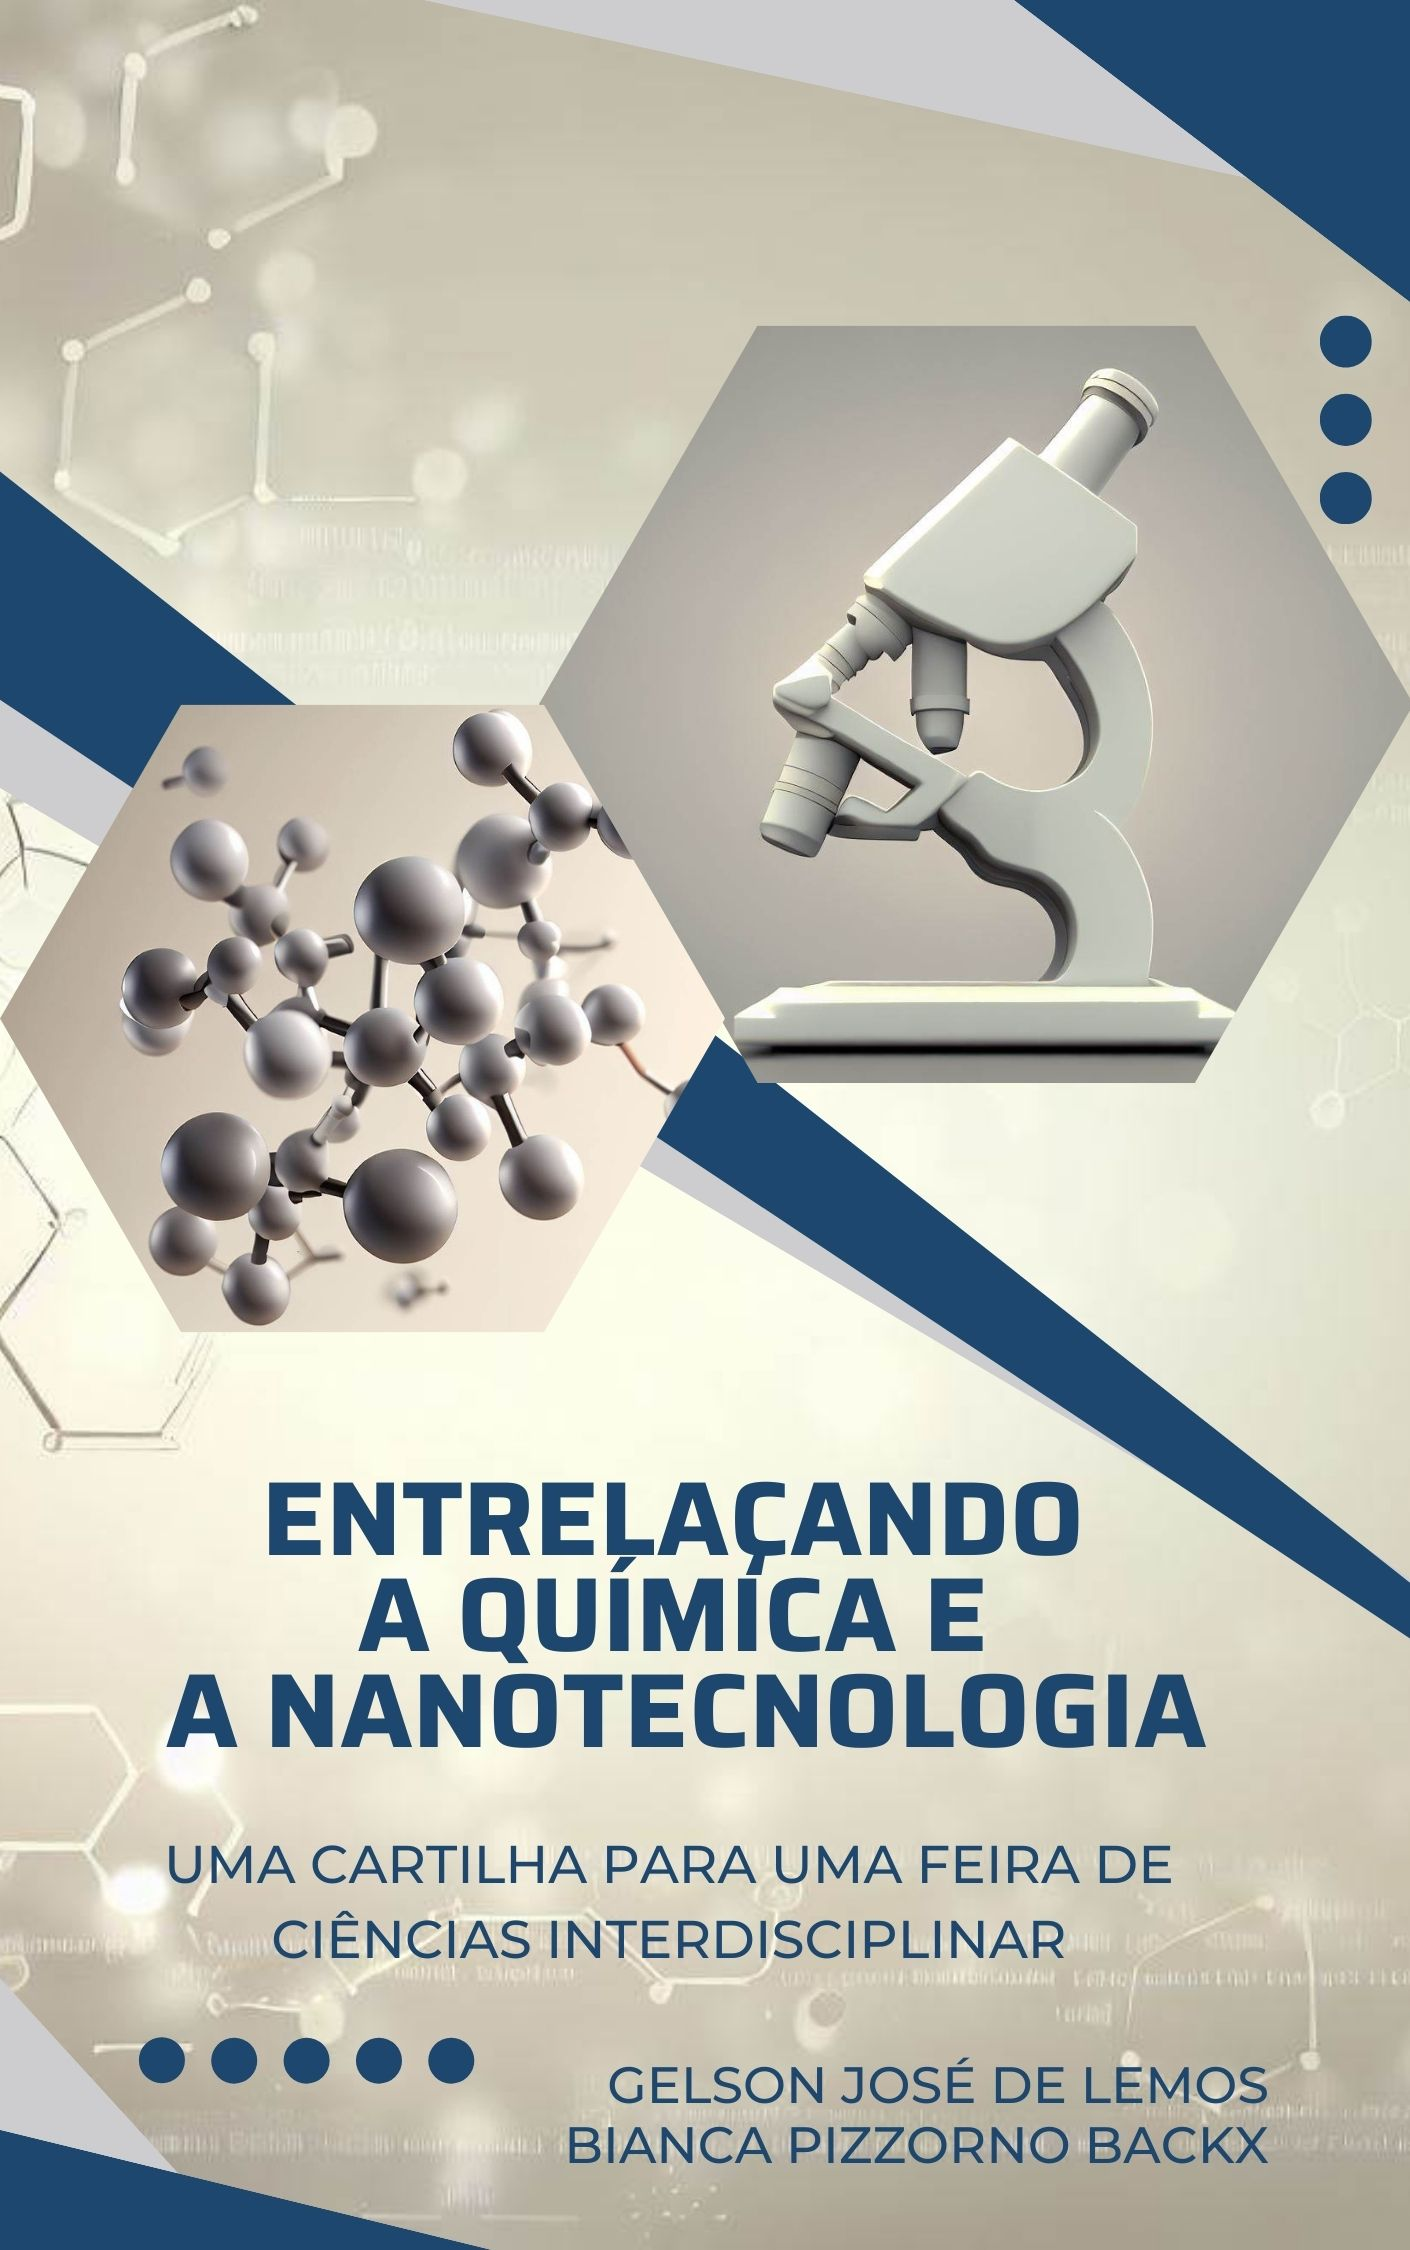 ENTRELAÇANDO
A QUÍMICA E
A NANOTECNOLOGIA
UMA CARTILHA PARA UMA FEIRA DE
CIÊNCIAS INTERDISCIPLINAR
GELSON JOSÉ DE LEMOS
BIANCA PIZZORNO BACKX